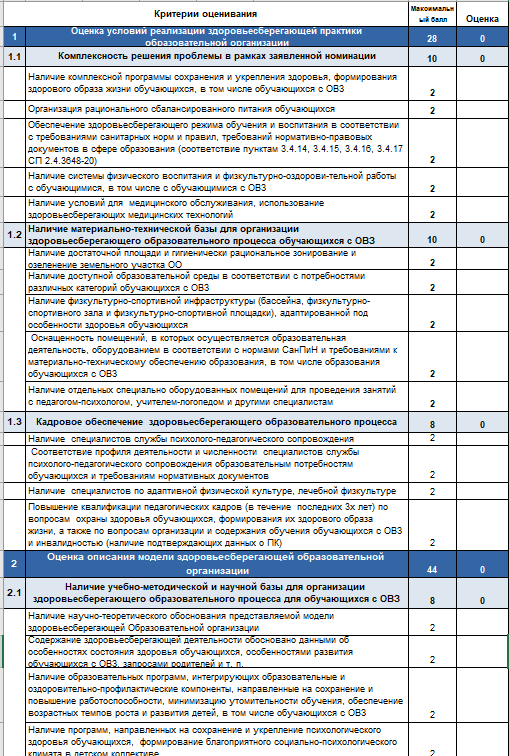 Критерии оценивания
Максимальн
ый балл
Оценка
1
Оценка условий реализации здоровьесберегающей практики
образовательной организации
28
0
1.1
Комплексность решения проблемы в рамках заявленной номинации
10
0
Наличие комплексной программы сохранения и укрепления здоровья, формирования
здорового образа жизни обучающихся, в том числе обучающихся с ОВЗ
2
Организация рационального сбалансированного питания обучающихся
2
Обеспечение здоровьесберегающего режима обучения и воспитания в соответствии
с требованиями санитарных норм и правил, требований нормативно-правовых
документов в сфере образования (соответствие пунктам 3.4.14, 3.4.15, 3.4.16, 3.4.17
СП 2.4.3648-20)
2
Наличие системы физического воспитания и физкультурно-оздорови-тельной работы
с обучающимися, в том числе с обучающимися с ОВЗ
2
Наличие условий для медицинского обслуживания, использование
здоровьесберегающих медицинских технологий
2
1.2
Наличие материально-технической базы для организации
здоровьесберегающего образовательного процесса обучающихся с ОВЗ
10
0
Наличие достаточной площади и гигиенически рациональное зонирование и
озеленение земельного участка ОО
2
Наличие доступной образовательной среды в соответствии с потребностями
различных категорий обучающихся с ОВЗ
2
Наличие физкультурно-спортивной инфраструктуры (бассейна, физкультурно-
спортивного зала и физкультурно-спортивной площадки), адаптированной под
особенности здоровья обучающихся
2
Оснащенность помещений, в которых осуществляется образовательная
деятельность, оборудованием в соответствии с нормами СанПиН и требованиями к
материально-техническому обеспечению образования, в том числе образования
обучающихся с ОВЗ
2
Наличие отдельных специально оборудованных помещений для проведения занятий
с педагогом-психологом, учителем-логопедом и другими специалистам
2
1.3
Кадровое обеспечение здоровьесберегающего образовательного процесса
8
0
Наличие специалистов службы психолого-педагогического сопровождения
2
Соответствие профиля деятельности и численности специалистов службы
психолого-педагогического сопровождения образовательным потребностям
обучающихся и требованиям нормативных документов
2
Наличие специалистов по адаптивной физической культуре, лечебной физкультуре
2
Повышение квалификации педагогических кадров (в течение последних 3х лет) по
вопросам охраны здоровья обучающихся, формирования их здорового образа
жизни, а также по вопросам организации и содержания обучения обучающихся с ОВЗ
и инвалидностью (наличие подтверждающих данных о ПК)
2
2
Оценка описания модели здоровьесберегающей образовательной
организации
44
0
2.1
Наличие учебно-методической и научной базы для организации
здоровьесберегающего образовательного процесса для обучающихся с ОВЗ
8
0
Наличие научно-теоретического обоснования представляемой модели
здоровьесберегающей Образовательной организации
2
Содержание здоровьесберегающей деятельности обосновано данными об
особенностях состояния здоровья обучающихся, особенностями развития
обучающихся с ОВЗ, запросами родителей и т. п.
2
Наличие образовательных программ, интегрирующих образовательные и
оздоровительно-профилактические компоненты, направленные на сохранение и
повышение работоспособности, минимизацию утомительности обучения, обеспечение
возрастных темпов роста и развития детей, в том числе обучающихся с ОВЗ
2
Наличие программ, направленных на сохранение и укрепление психологического
здоровья обучающихся, формирование благоприятного социально-психологического
климата в детском коллективе
2